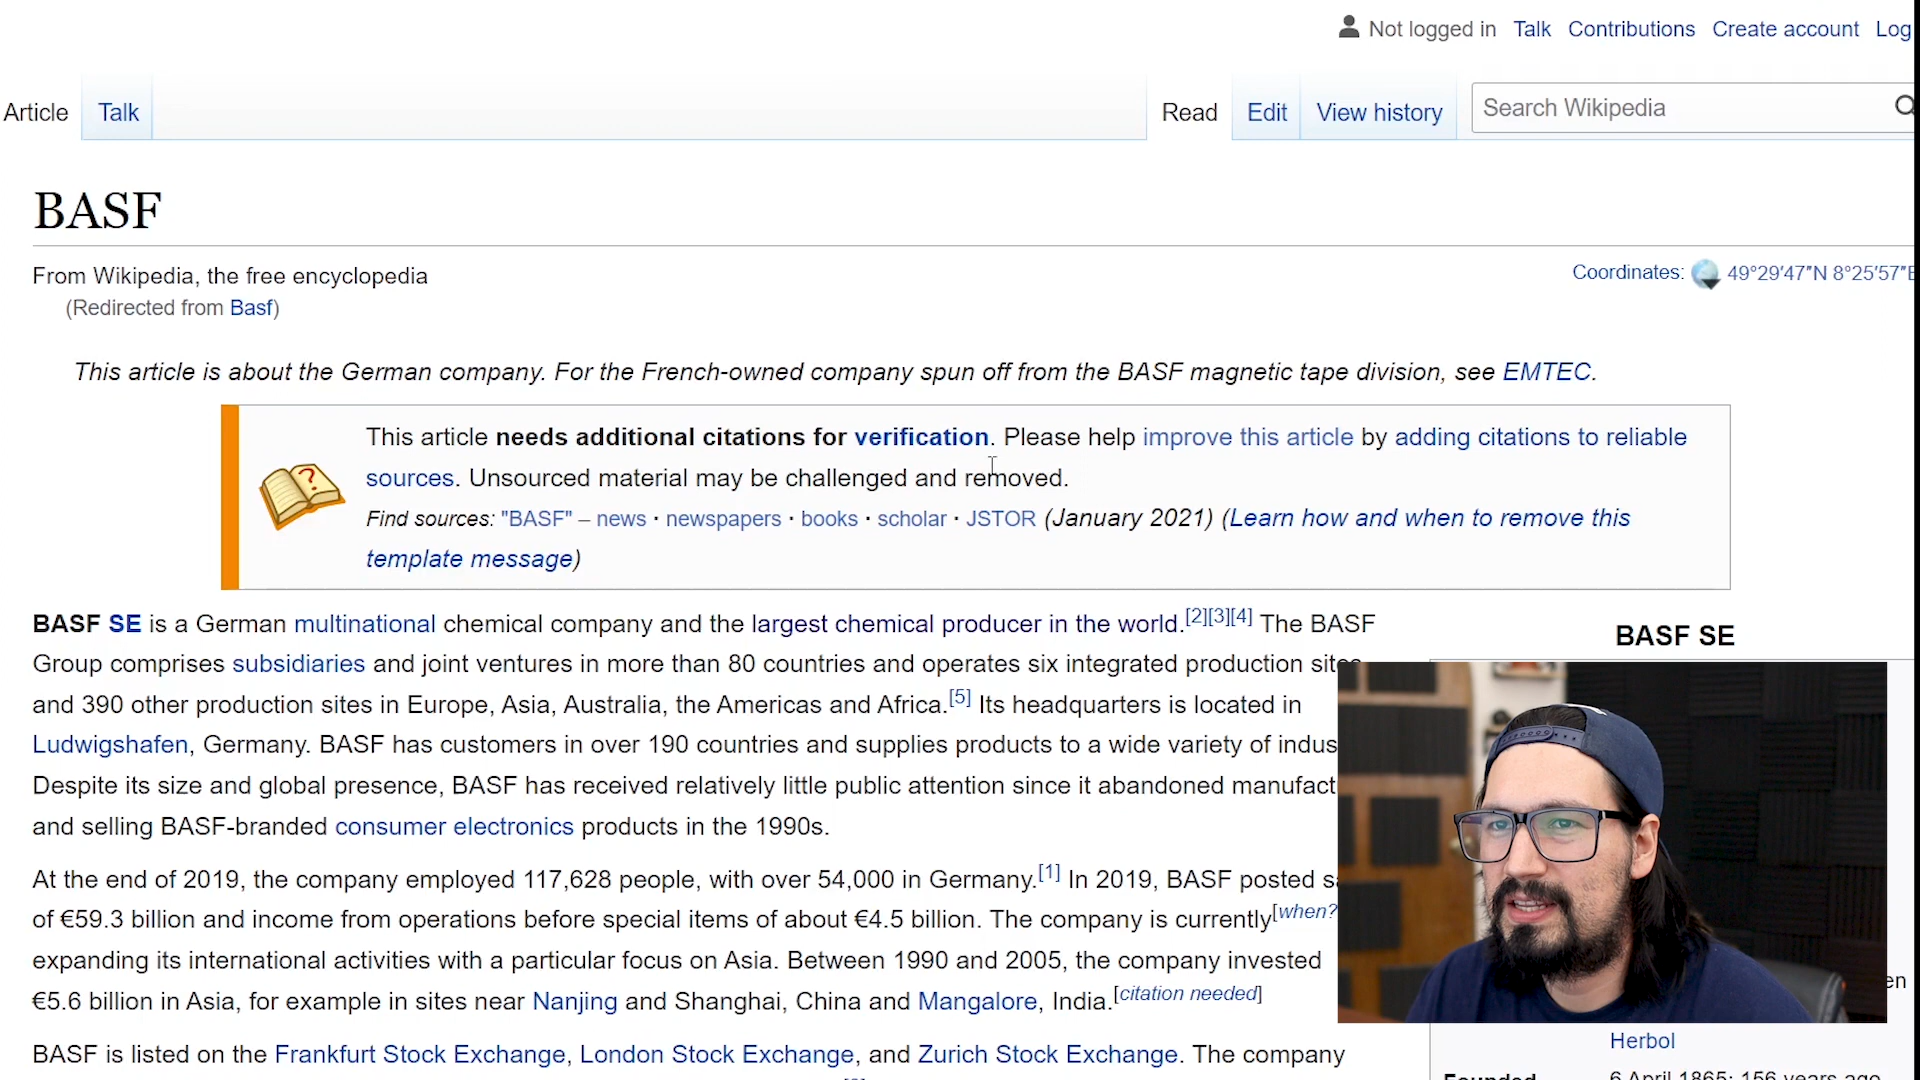 Not logged in Talk Contributions Create account Log
Article Talk Read Edit View history Search Wikipedia
BASF
From Wikipedia, the free encyclopedia
Coordinates: 49°29′47″N 8°25′57″E
(Redirected from Basf)
This article is about the German company. For the French-owned company spun off from the BASF magnetic tape division, see EMTEC.
This article needs additional citations for verification. Please help improve this article by adding citations to reliable
sources. Unsourced material may be challenged and removed.
Find sources: "BASF" – news · newspapers · books · scholar · JSTOR (January 2021) (Learn how and when to remove this
template message)
BASF SE is a German multinational chemical company and the largest chemical producer in the world.[2][3][4] The BASF
Group comprises subsidiaries and joint ventures in more than 80 countries and operates six integrated production sites
and 390 other production sites in Europe, Asia, Australia, the Americas and Africa.[5] Its headquarters is located in
Ludwigshafen, Germany. BASF has customers in over 190 countries and supplies products to a wide variety of indus
Despite its size and global presence, BASF has received relatively little public attention since it abandoned manufact
and selling BASF-branded consumer electronics products in the 1990s.
At the end of 2019, the company employed 117,628 people, with over 54,000 in Germany.[1] In 2019, BASF posted sa
of €59.3 billion and income from operations before special items of about €4.5 billion. The company is currently[when?
expanding its international activities with a particular focus on Asia. Between 1990 and 2005, the company invested
€5.6 billion in Asia, for example in sites near Nanjing and Shanghai, China and Mangalore, India.[citation needed]
BASF is listed on the Frankfurt Stock Exchange, London Stock Exchange, and Zurich Stock Exchange. The company
BASF SE
en
Herbol
Founded 6 April 1865; 156 years ago